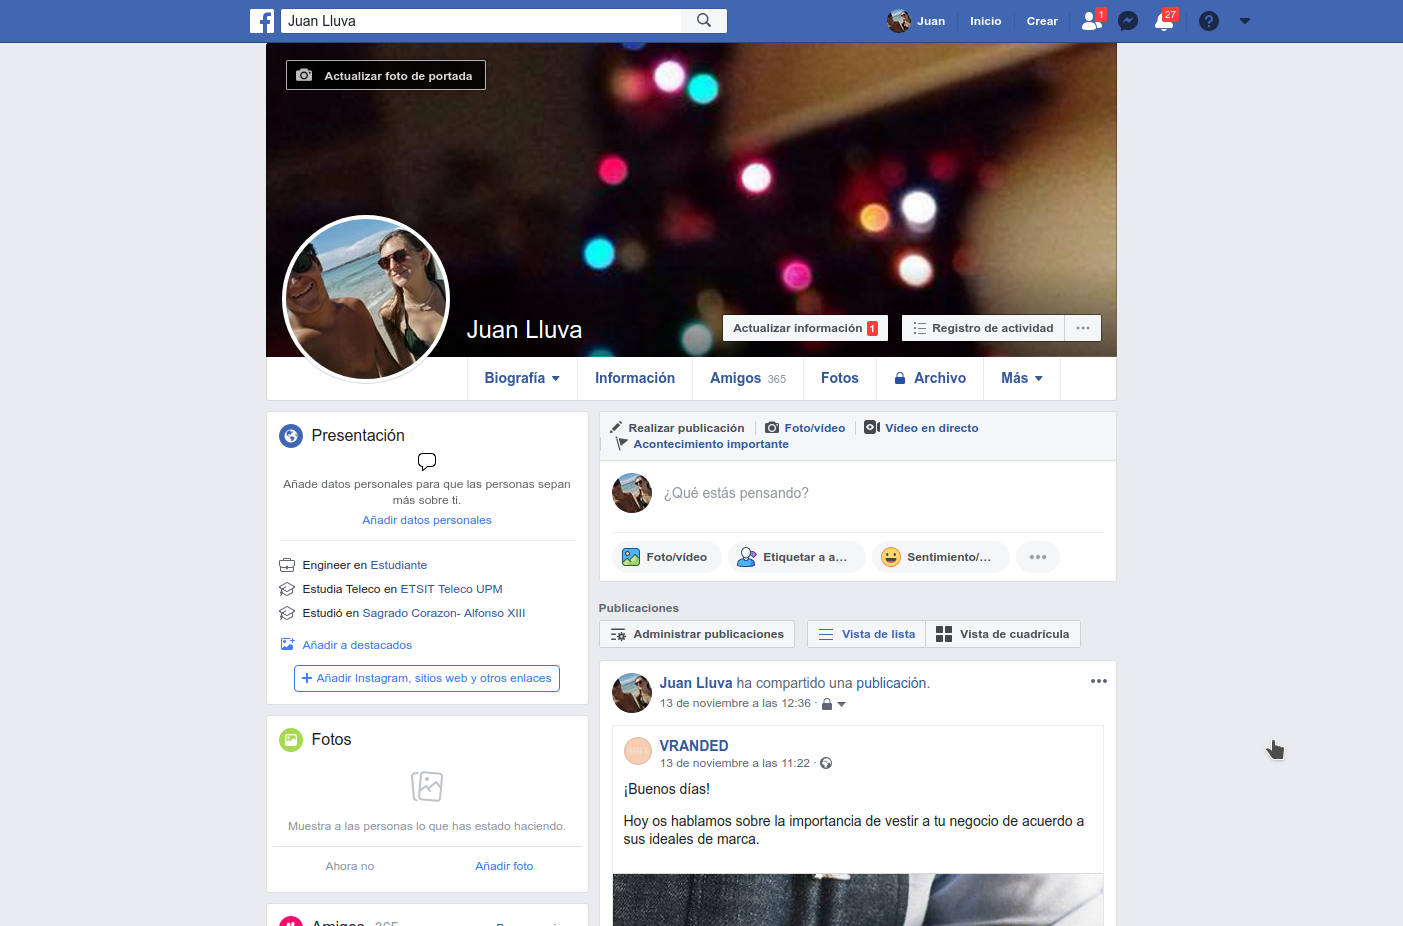 Juan Lluva
Juan
Inicio
Crear
1
27
Actualizar foto de portada
Juan Lluva
Actualizar información 1
Registro de actividad
Biografía
Información
Amigos 365
Fotos
Archivo
Más
Presentación
Añade datos personales para que las personas sepan
más sobre ti.
Añadir datos personales
Engineer en Estudiante
Estudia Teleco en ETSIT Teleco UPM
Estudió en Sagrado Corazon- Alfonso XIII
Añadir a destacados
+ Añadir Instagram, sitios web y otros enlaces
Fotos
Muestra a las personas lo que has estado haciendo.
Ahora no
Añadir foto
Amigos
Realizar publicación
Foto/vídeo
Vídeo en directo
Acontecimiento importante
¿Qué estás pensando?
Foto/vídeo
Etiquetar a a...
Sentimiento/...
Publicaciones
Administrar publicaciones
Vista de lista
Vista de cuadrícula
Juan Lluva ha compartido una publicación.
13 de noviembre a las 12:36 ·
VRANDED
13 de noviembre a las 11:22 ·
¡Buenos días!
Hoy os hablamos sobre la importancia de vestir a tu negocio de acuerdo a
sus ideales de marca.